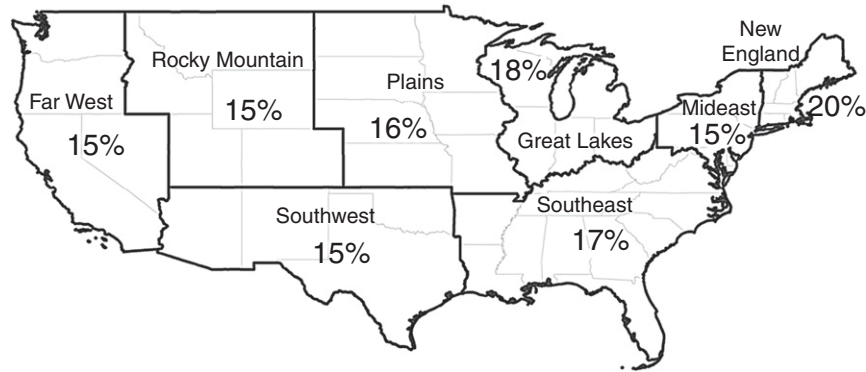 New
England
Rocky Mountain
18%
Plains
Far West
15%
Mideast
20%
16%
15%
15%
Great Lakes
Southeast
Southwest
17%
15%